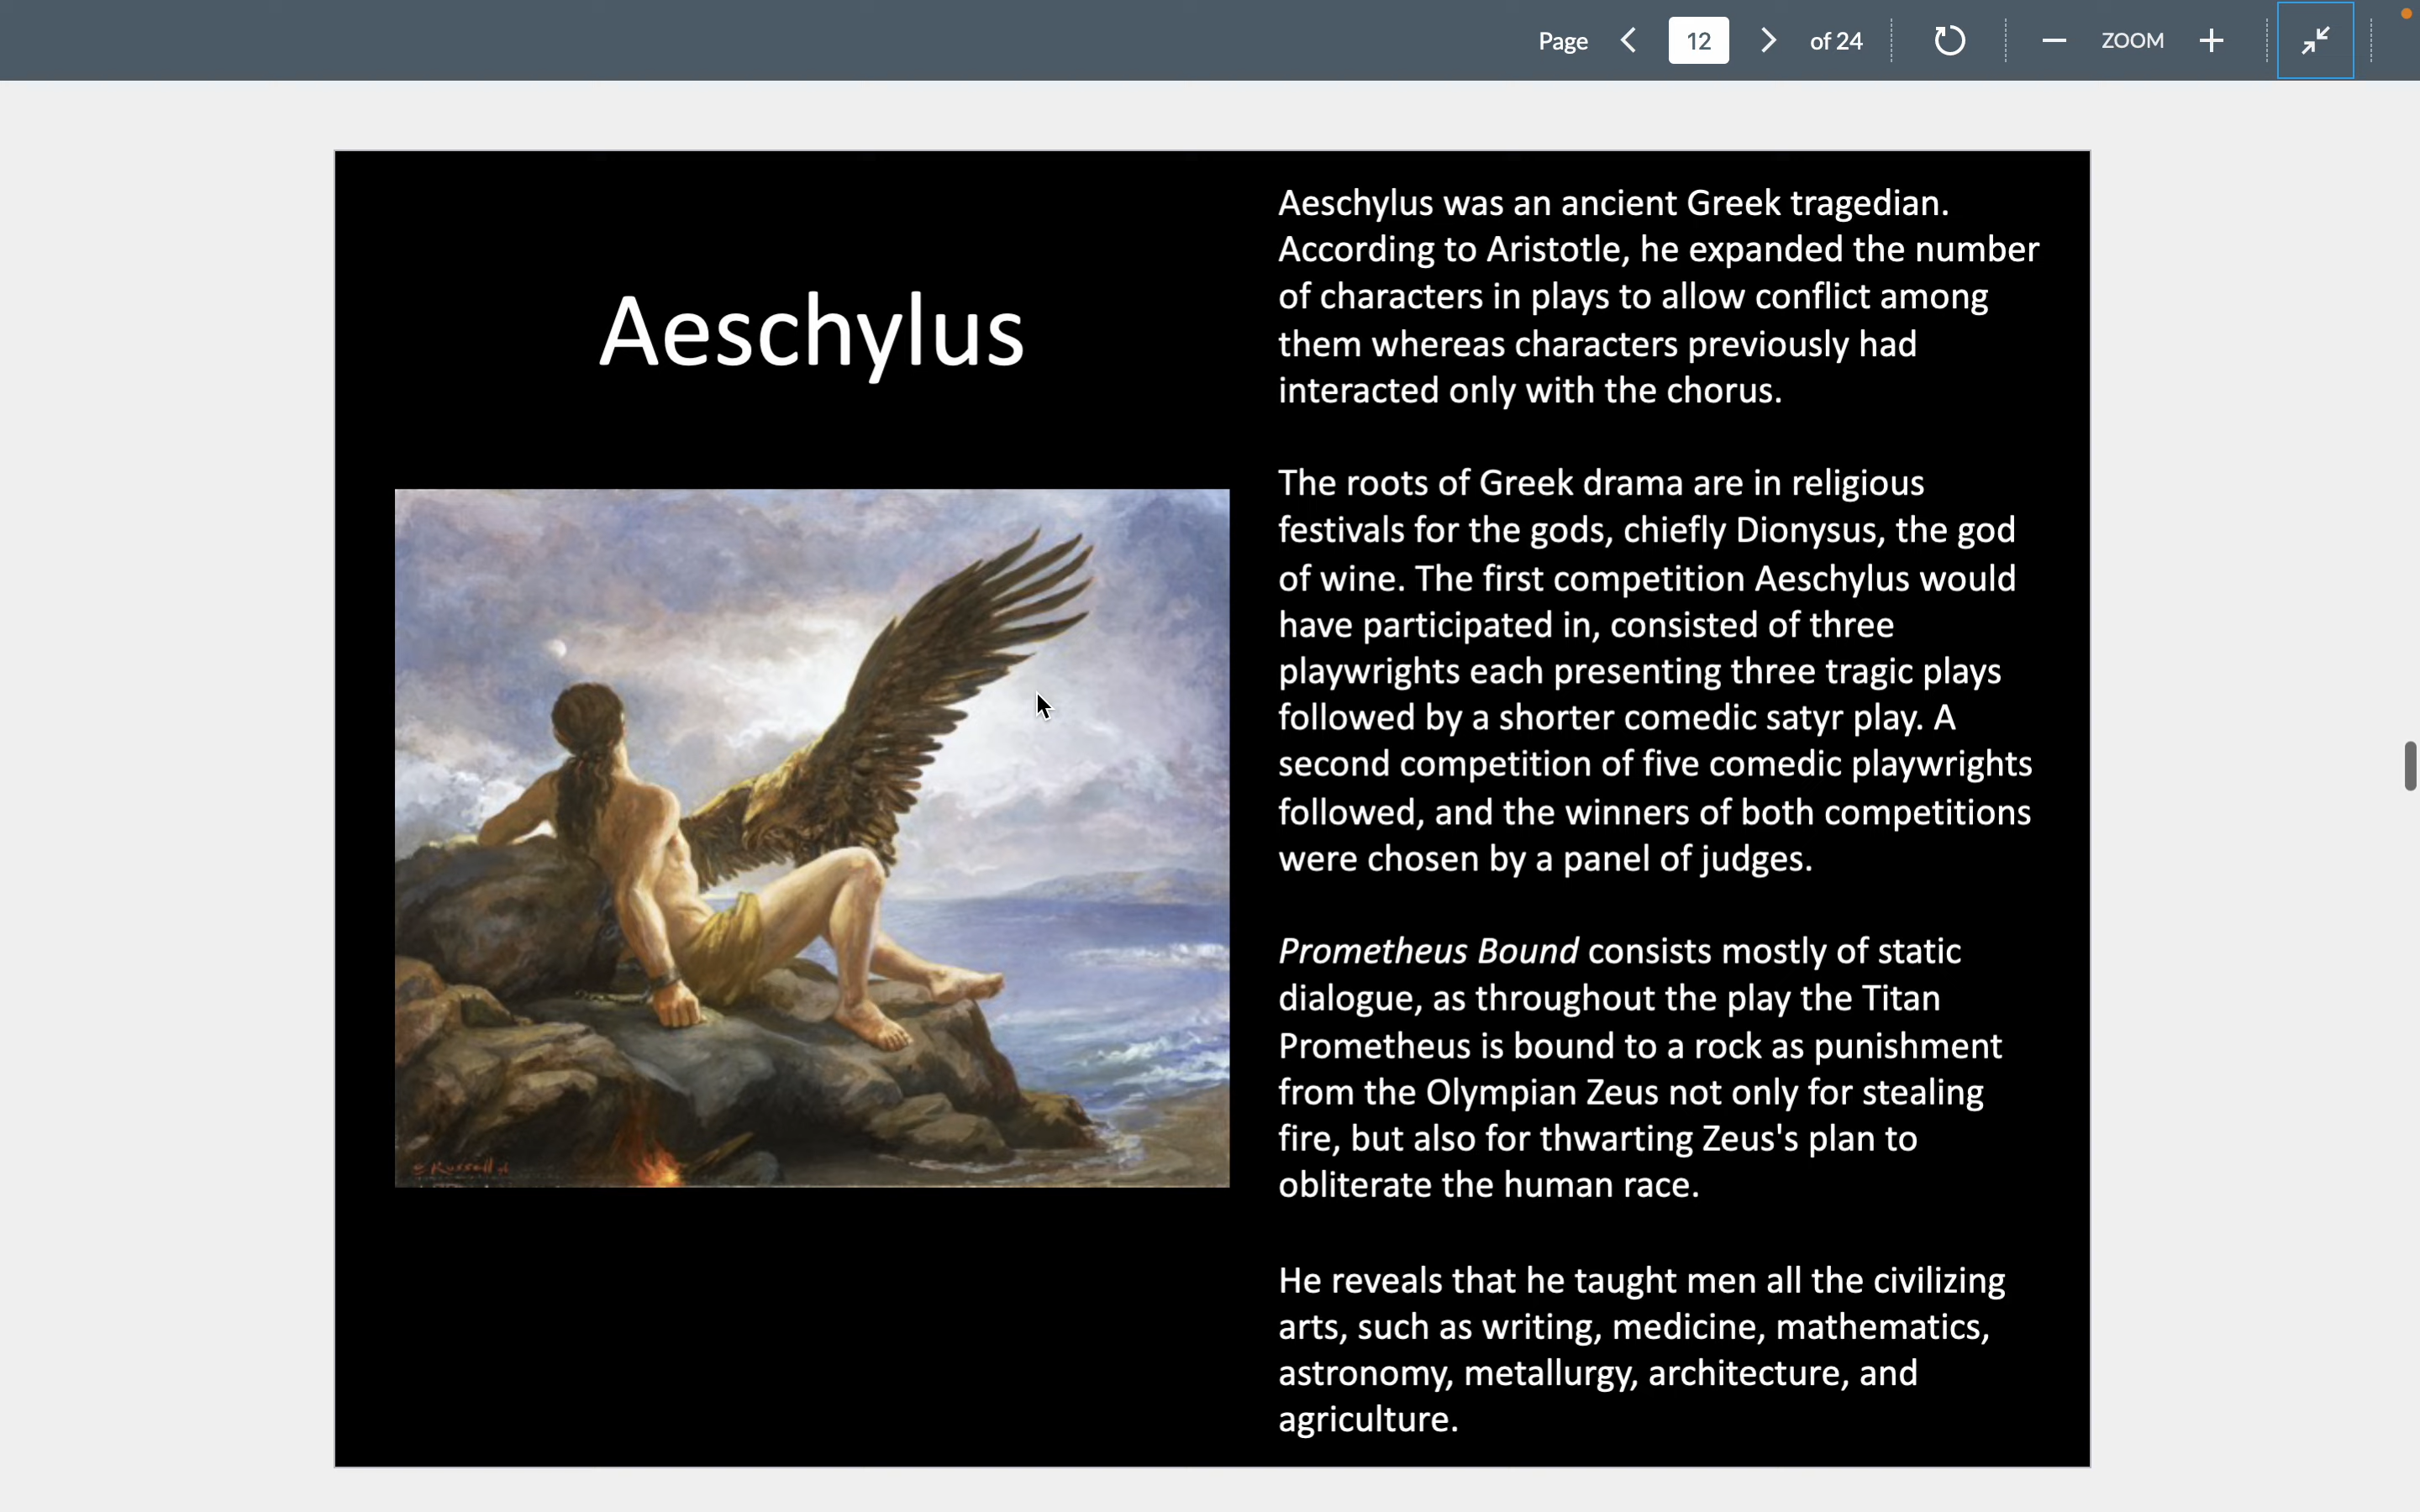 Page 12 of 24 ZOOM
Aeschylus
Aeschylus was an ancient Greek tragedian.
According to Aristotle, he expanded the number
of characters in plays to allow conflict among
them whereas characters previously had
interacted only with the chorus.
The roots of Greek drama are in religious
festivals for the gods, chiefly Dionysus, the god
of wine. The first competition Aeschylus would
have participated in, consisted of three
playwrights each presenting three tragic plays
followed by a shorter comedic satyr play. A
second competition of five comedic playwrights
followed, and the winners of both competitions
were chosen by a panel of judges.
Prometheus Bound consists mostly of static
dialogue, as throughout the play the Titan
Prometheus is bound to a rock as punishment
from the Olympian Zeus not only for stealing
fire, but also for thwarting Zeus's plan to
obliterate the human race.
He reveals that he taught men all the civilizing
arts, such as writing, medicine, mathematics,
astronomy, metallurgy, architecture, and
agriculture.
Russell